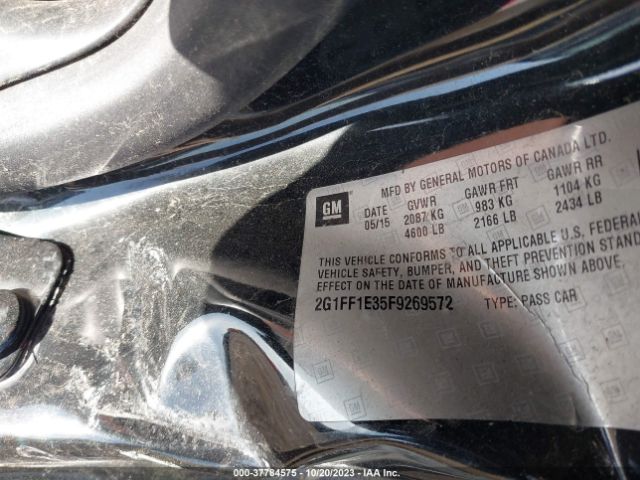 MFD BY GENERAL MOTORS OF CANADA LTD.
GM
DATE GVWR GAWR FRT GAWR RR
05/15 2087 KG 983 KG 1104 KG
4600 LB 2166 LB 2434 LB
THIS VEHICLE CONFORMS TO ALL APPLICABLE U.S. FEDERA
VEHICLE SAFETY, BUMPER, AND THEFT PREVENTION STAND
EFFECT ON THE DATE OF MANUFACTURE SHOWN ABOVE.
2G1FF1E35F9269572 TYPE: PASS CAR
000-37784575 - 10/20/2023 - IAA Inc.